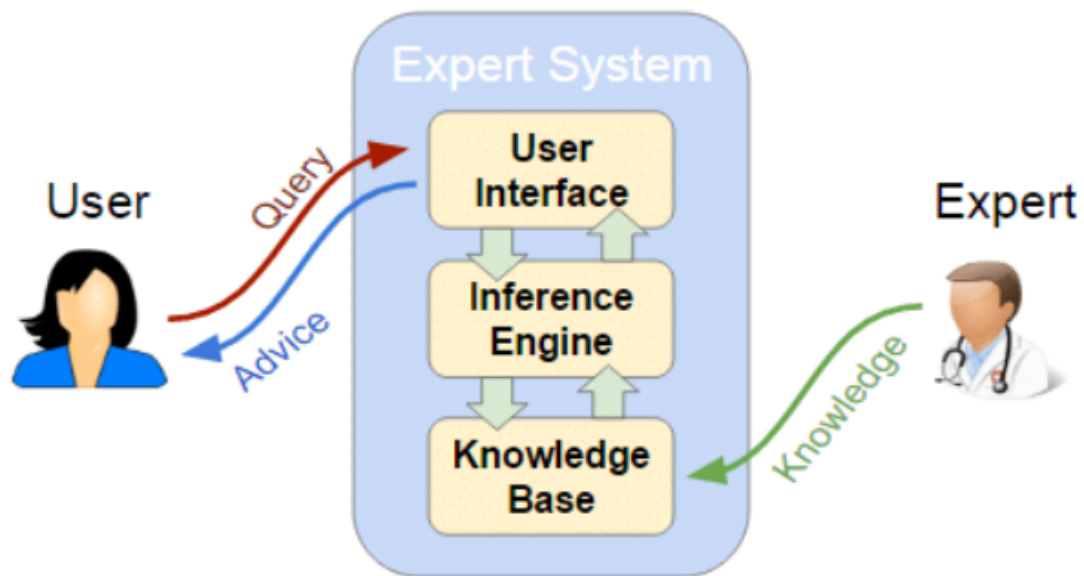 Expert System
User
Interface
Query
User
Expert
Inference
Engine
Advice
Knowledge
Knowledge
Base